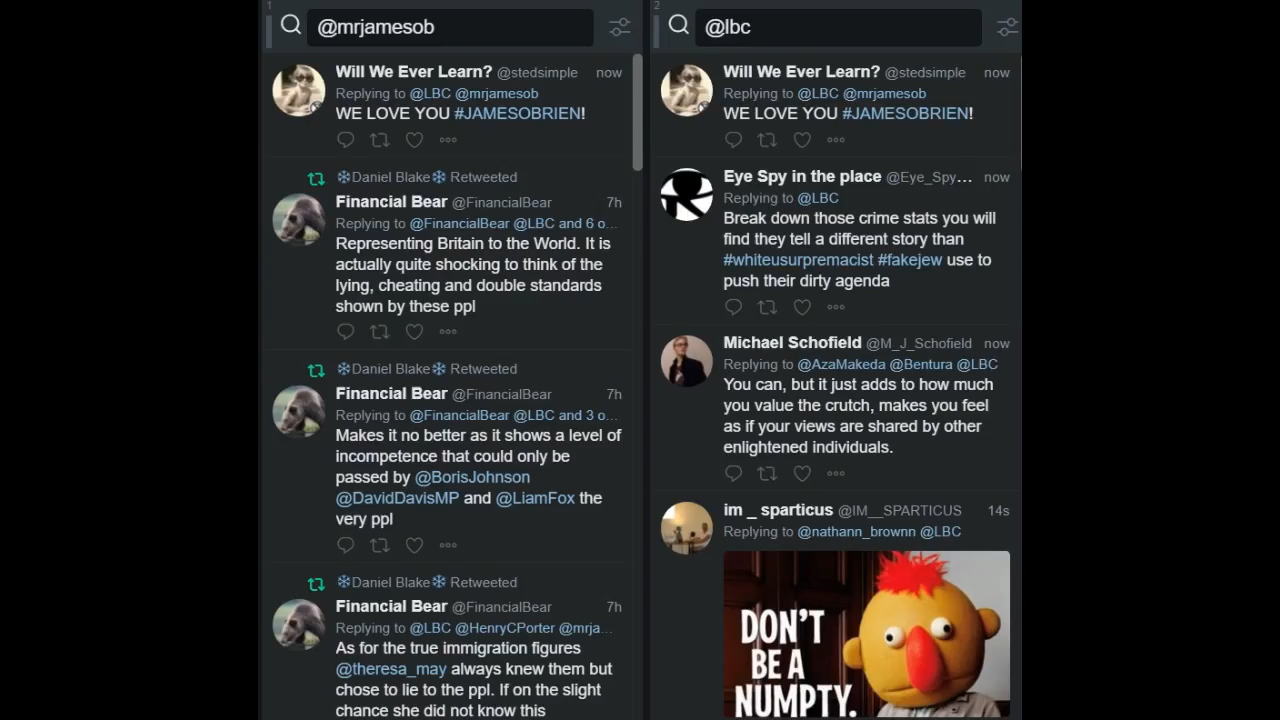 1
@mrjamesob
Will We Ever Learn? @stedsimple now
Replying to @LBC @mrjamesob
WE LOVE YOU #JAMESOBRIEN!
❄Daniel Blake❄ Retweeted
Financial Bear @FinancialBear 7h
Replying to @FinancialBear @LBC and 6 o...
Representing Britain to the World. It is
actually quite shocking to think of the
lying, cheating and double standards
shown by these ppl
❄Daniel Blake❄ Retweeted
Financial Bear @FinancialBear 7h
Replying to @FinancialBear @LBC and 3 o...
Makes it no better as it shows a level of
incompetence that could only be
passed by @BorisJohnson
@DavidDavisMP and @LiamFox the
very ppl
❄Daniel Blake❄ Retweeted
Financial Bear @FinancialBear 7h
Replying to @LBC @HenryCPorter @mrja...
As for the true immigration figures
@theresa_may always knew them but
chose to lie to the ppl. If on the slight
chance she did not know this
2
@lbc
Will We Ever Learn? @stedsimple now
Replying to @LBC @mrjamesob
WE LOVE YOU #JAMESOBRIEN!
Eye Spy in the place @Eye_Spy... now
Replying to @LBC
Break down those crime stats you will
find they tell a different story than
#whiteusurpremacist #fakejew use to
push their dirty agenda
Michael Schofield @M_J_Schofield now
Replying to @AzaMakeda @Bentura @LBC
You can, but it just adds to how much
you value the crutch, makes you feel
as if your views are shared by other
enlightened individuals.
im _ sparticus @IM__SPARTICUS 14s
Replying to @nathann_brownn @LBC
DON'T
BE A
NUMPTY.